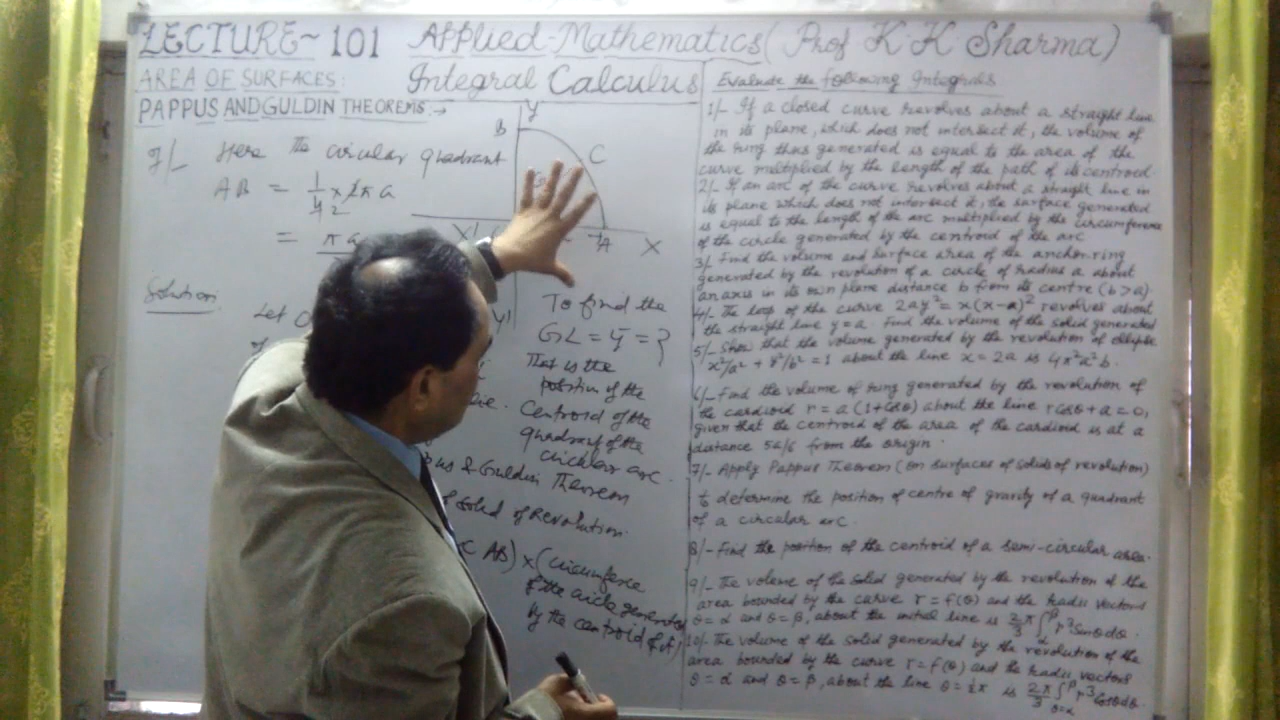 LECTURE~101 Applied-Mathematics (Prof K.K. Sharma)
AREA OF SURFACES: Integral Calculus
PAPPUS AND GULDIN THEOREMS:→
7/- Here The circular quadrant
AB = 1/4 × 2πa
2
= πa
Solution:
Let
Y
B
C
X'
A
X
Y'
To find the
GL = ȳ = ?
That is the
position of the
Centroid of the
quadrant of the
circular arc.
& Guldin Theorem
of Solid of Revolution.
AB) × (circumference
of the circle generated
by the centroid of it)
Evaluate the following Integrals
1/- If a closed curve revolves about a straight line
in its plane, which does not intersect it, the volume of
the ring thus generated is equal to the area of the
curve multiplied by the length of the path of its centroid.
2/- If an arc of the curve revolves about a straight line in
its plane which does not intersect it, the surface generated
is equal to the length of the arc multiplied by the circumference
of the circle generated by the centroid of the arc
3/- Find the volume and surface area of the anchor-ring
generated by the revolution of a circle of radius a about
an axis in its own plane distance b from its centre (b > a)
4/- The loop of the curve 2ay² = x(x-a)² revolves about
the straight line y = a. Find the volume of the solid generated
5/- Show that the volume generated by the revolution of ellipse
x²/a² + y²/b² = 1 about the line x = 2a is 4π²a²b.
6/- Find the volume of ring generated by the revolution of
the cardioid r = a(1+cosθ) about the line r cosθ + a = 0,
given that the centroid of the area of the cardioid is at a
distance 5a/6 from the origin.
7/- Apply Pappus Theorem (on surfaces of solids of revolution)
to determine the position of centre of gravity of a quadrant
of a circular arc.
8/- Find the position of the centroid of a semi-circular area.
9/- The volume of the solid generated by the revolution of the
area bounded by the curve r = f(θ) and the radii vectors
θ = α and θ = β, about the initial line is 2π/3 ∫αβ r³ Sinθ dθ.
10/- The volume of the solid generated by the revolution of the
area bounded by the curve r = f(θ) and the radii vectors
θ = α and θ = β, about the line θ = ½π is 2π/3 ∫θ=αβ r³ Cosθ dθ.